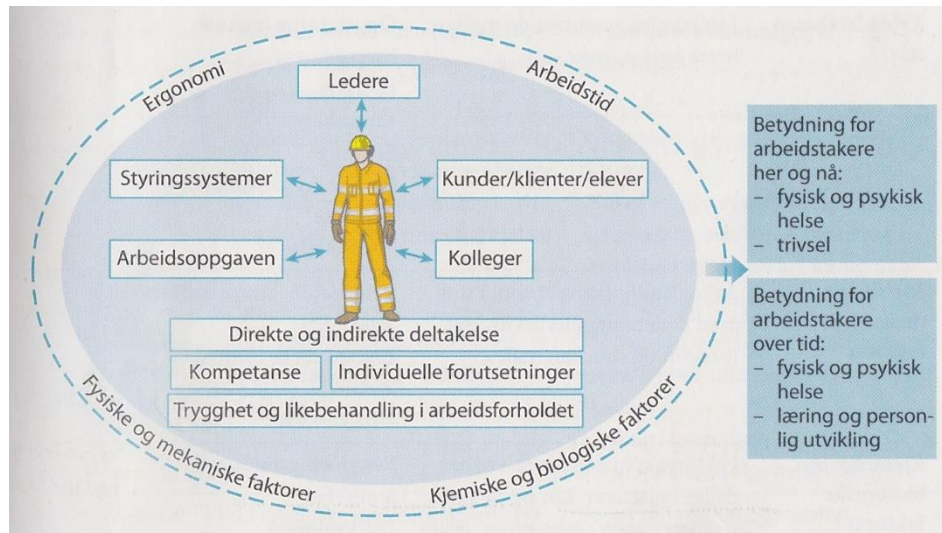 Ergonomi
Arbeidstid
Ledere
Styringssystemer
Kunder/klienter/elever
Arbeidsoppgaven
Kolleger
Direkte og indirekte deltakelse
Kompetanse
Individuelle forutsetninger
Trygghet og likebehandling i arbeidsforholdet
Fysiske og mekaniske faktorer
Kjemiske og biologiske faktorer
Betydning for
arbeidstakere
her og nå:
– fysisk og psykisk
helse
– trivsel
Betydning for
arbeidstakere
over tid:
– fysisk og psykisk
helse
– læring og person-
lig utvikling